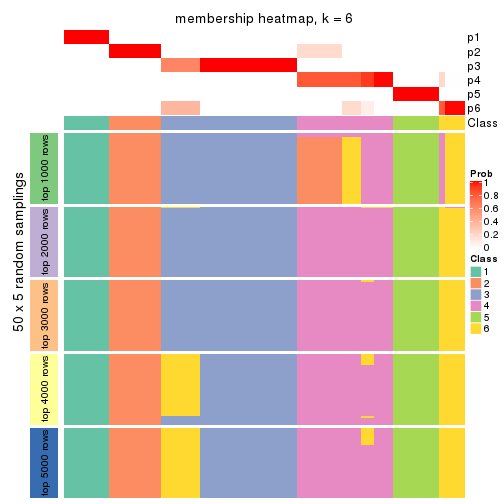 membership heatmap, k = 6
p1
p2
p3
p4
p5
p6
Class
50 x 5 random samplings
top 1000 rows
top 2000 rows
top 3000 rows
top 4000 rows
top 5000 rows
Prob
1
0.8
0.6
0.4
0.2
0
Class
1
2
3
4
5
6